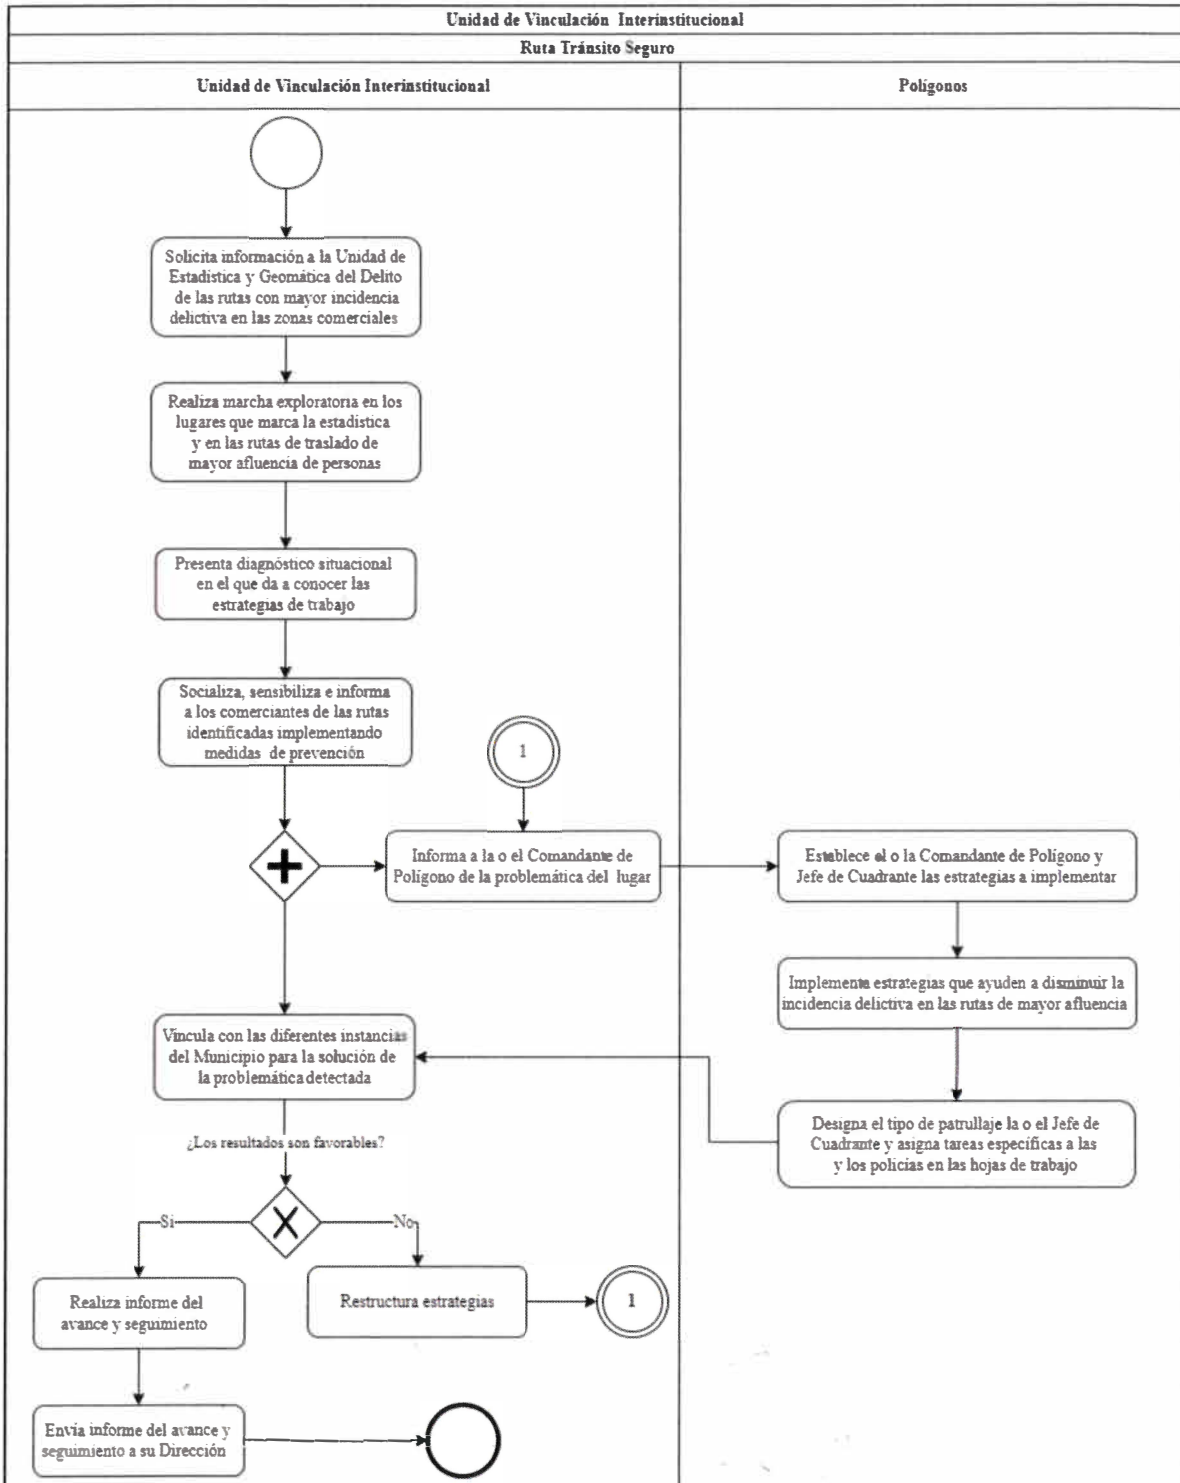 Unidad de Vinculación Interinstitucional
Ruta Tránsito Seguro
Unidad de Vinculación Interinstitucional
Polígonos
Solicita información a la Unidad de
Estadística y Geomática del Delito
de las rutas con mayor incidencia
delictiva en las zonas comerciales
Realiza marcha exploratoria en los
lugares que marca la estadística
y en las rutas de traslado de
mayor afluencia de personas
Presenta diagnóstico situacional
en el que da a conocer las
estrategias de trabajo
Socializa, sensibiliza e informa
a los comerciantes de las rutas
identificadas implementando
medidas de prevención
1
Informa a la o el Comandante de
Polígono de la problemática del lugar
Establece el o la Comandante de Polígono y
Jefe de Cuadrante las estrategias a implementar
Implementa estrategias que ayuden a disminuir la
incidencia delictiva en las rutas de mayor afluencia
Vincula con las diferentes instancias
del Municipio para la solución de
la problemática detectada
Designa el tipo de patrullaje la o el Jefe de
Cuadrante y asigna tareas específicas a las
y los policías en las hojas de trabajo
¿Los resultados son favorables?
Si
No
Realiza informe del
avance y seguimiento
Restructura estrategias
1
Envía informe del avance y
seguimiento a su Dirección